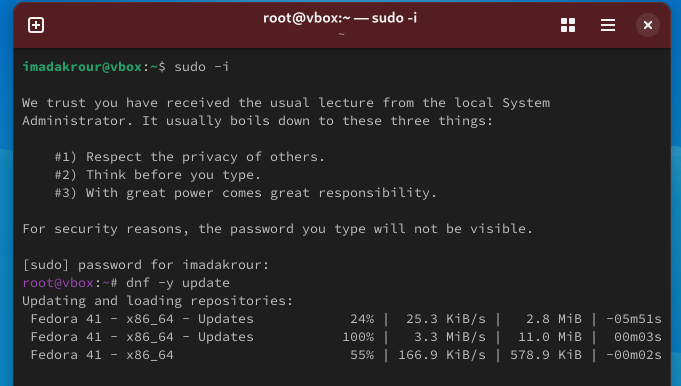 root@vbox:~ — sudo -i
~
imadakrour@vbox:~$ sudo -i
We trust you have received the usual lecture from the local System
Administrator. It usually boils down to these three things:
#1) Respect the privacy of others.
#2) Think before you type.
#3) With great power comes great responsibility.
For security reasons, the password you type will not be visible.
[sudo] password for imadakrour:
root@vbox:~# dnf -y update
Updating and loading repositories:
Fedora 41 - x86_64 - Updates 24% | 25.3 KiB/s | 2.8 MiB | -05m51s
Fedora 41 - x86_64 - Updates 100% | 3.3 MiB/s | 11.0 MiB | 00m03s
Fedora 41 - x86_64 55% | 166.9 KiB/s | 578.9 KiB | -00m02s